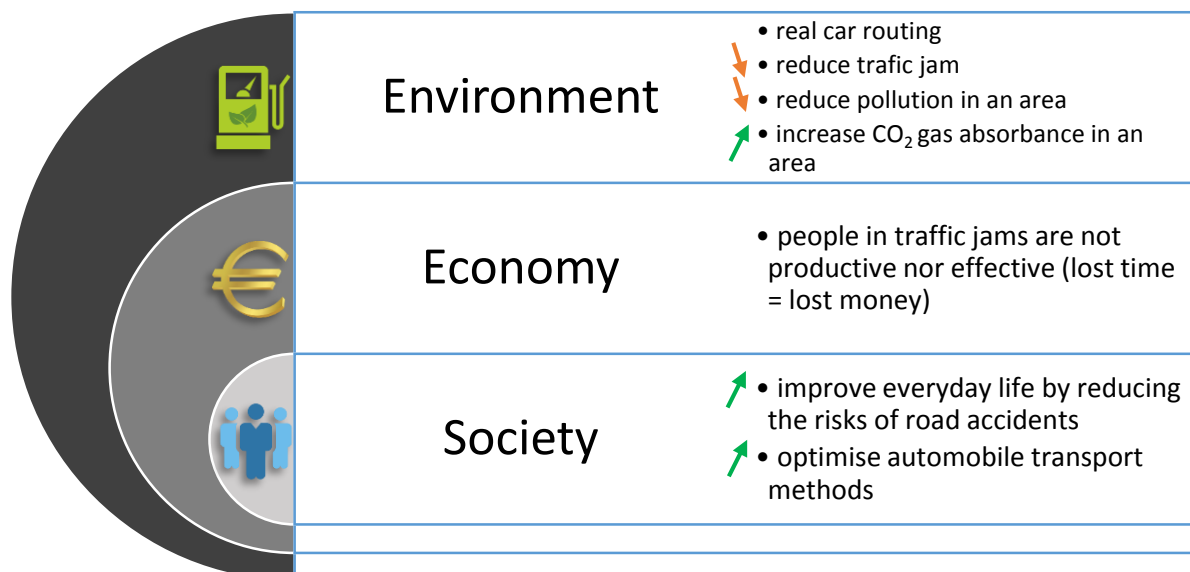 Environment
• real car routing
• reduce trafic jam
• reduce pollution in an area
• increase CO₂ gas absorbance in an
area
Economy
• people in traffic jams are not
productive nor effective (lost time
= lost money)
Society
• improve everyday life by reducing
the risks of road accidents
• optimise automobile transport
methods